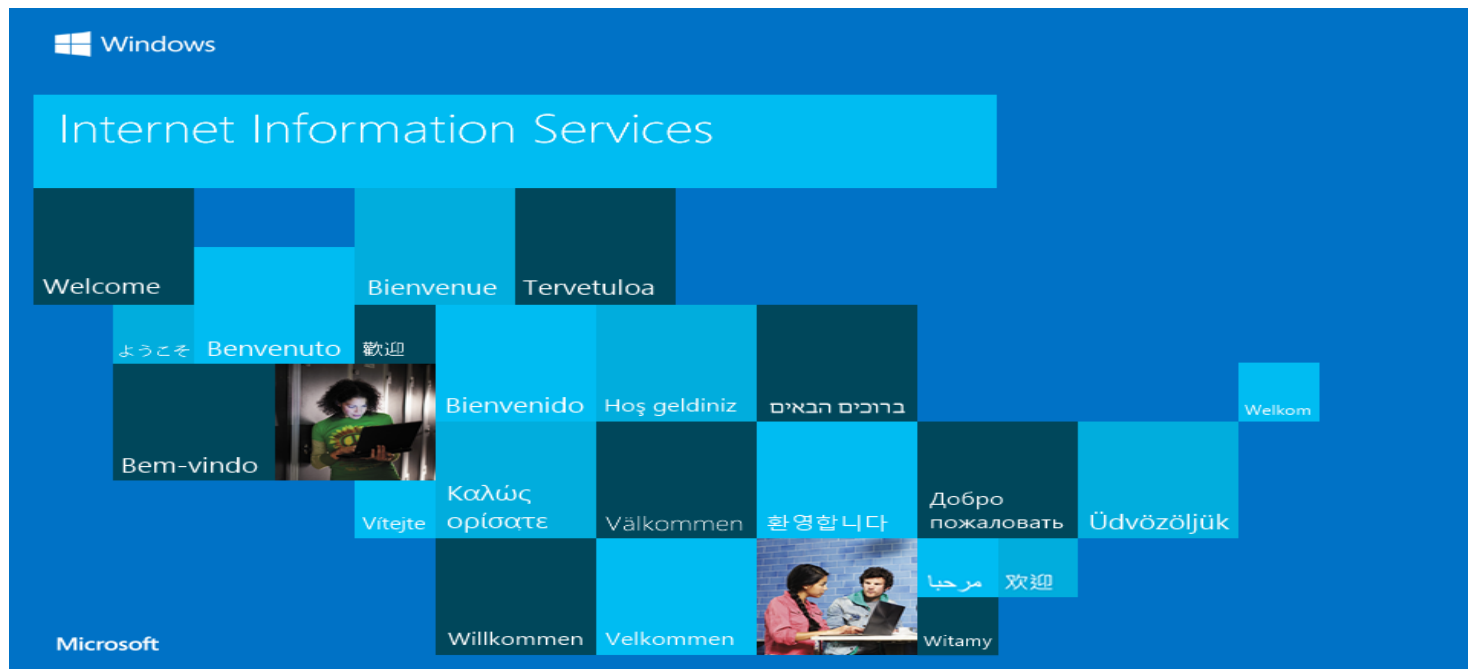 Windows
Internet Information Services
Welcome
Bienvenue
Tervetuloa
ようこそ
Benvenuto
歡迎
Bienvenido
Hoş geldiniz
ברוכים הבאים
Welkom
Bem-vindo
Vítejte
Καλώς
ορίσατε
Välkommen
환영합니다
Добро
пожаловать
Üdvözöljük
مرحبا
欢迎
Willkommen
Velkommen
Witamy
Microsoft